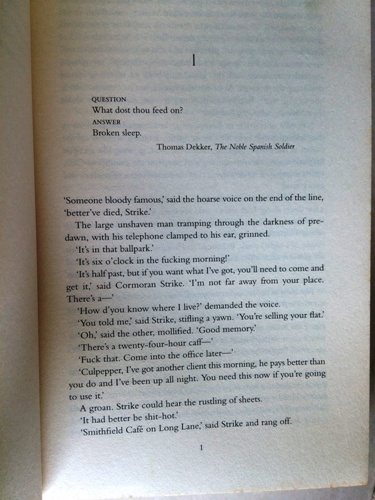 1
QUESTION
What dost thou feed on?
ANSWER
Broken sleep.
Thomas Dekker, The Noble Spanish Soldier
‘Someone bloody famous,’ said the hoarse voice on the end of the line,
‘better’ve died, Strike.’
The large unshaven man tramping through the darkness of pre-
dawn, with his telephone clamped to his ear, grinned.
‘It’s in that ballpark.’
‘It’s six o’clock in the fucking morning!’
‘It’s half past, but if you want what I’ve got, you’ll need to come and
get it,’ said Cormoran Strike. ‘I’m not far away from your place.
There’s a—’
‘How d’you know where I live?’ demanded the voice.
‘You told me,’ said Strike, stifling a yawn. ‘You’re selling your flat.’
‘Oh,’ said the other, mollified. ‘Good memory.’
‘There’s a twenty-four-hour caff—’
‘Fuck that. Come into the office later—’
‘Culpepper, I’ve got another client this morning, he pays better than
you do and I’ve been up all night. You need this now if you’re going
to use it.’
A groan. Strike could hear the rustling of sheets.
‘It had better be shit-hot.’
‘Smithfield Café on Long Lane,’ said Strike and rang off.
1